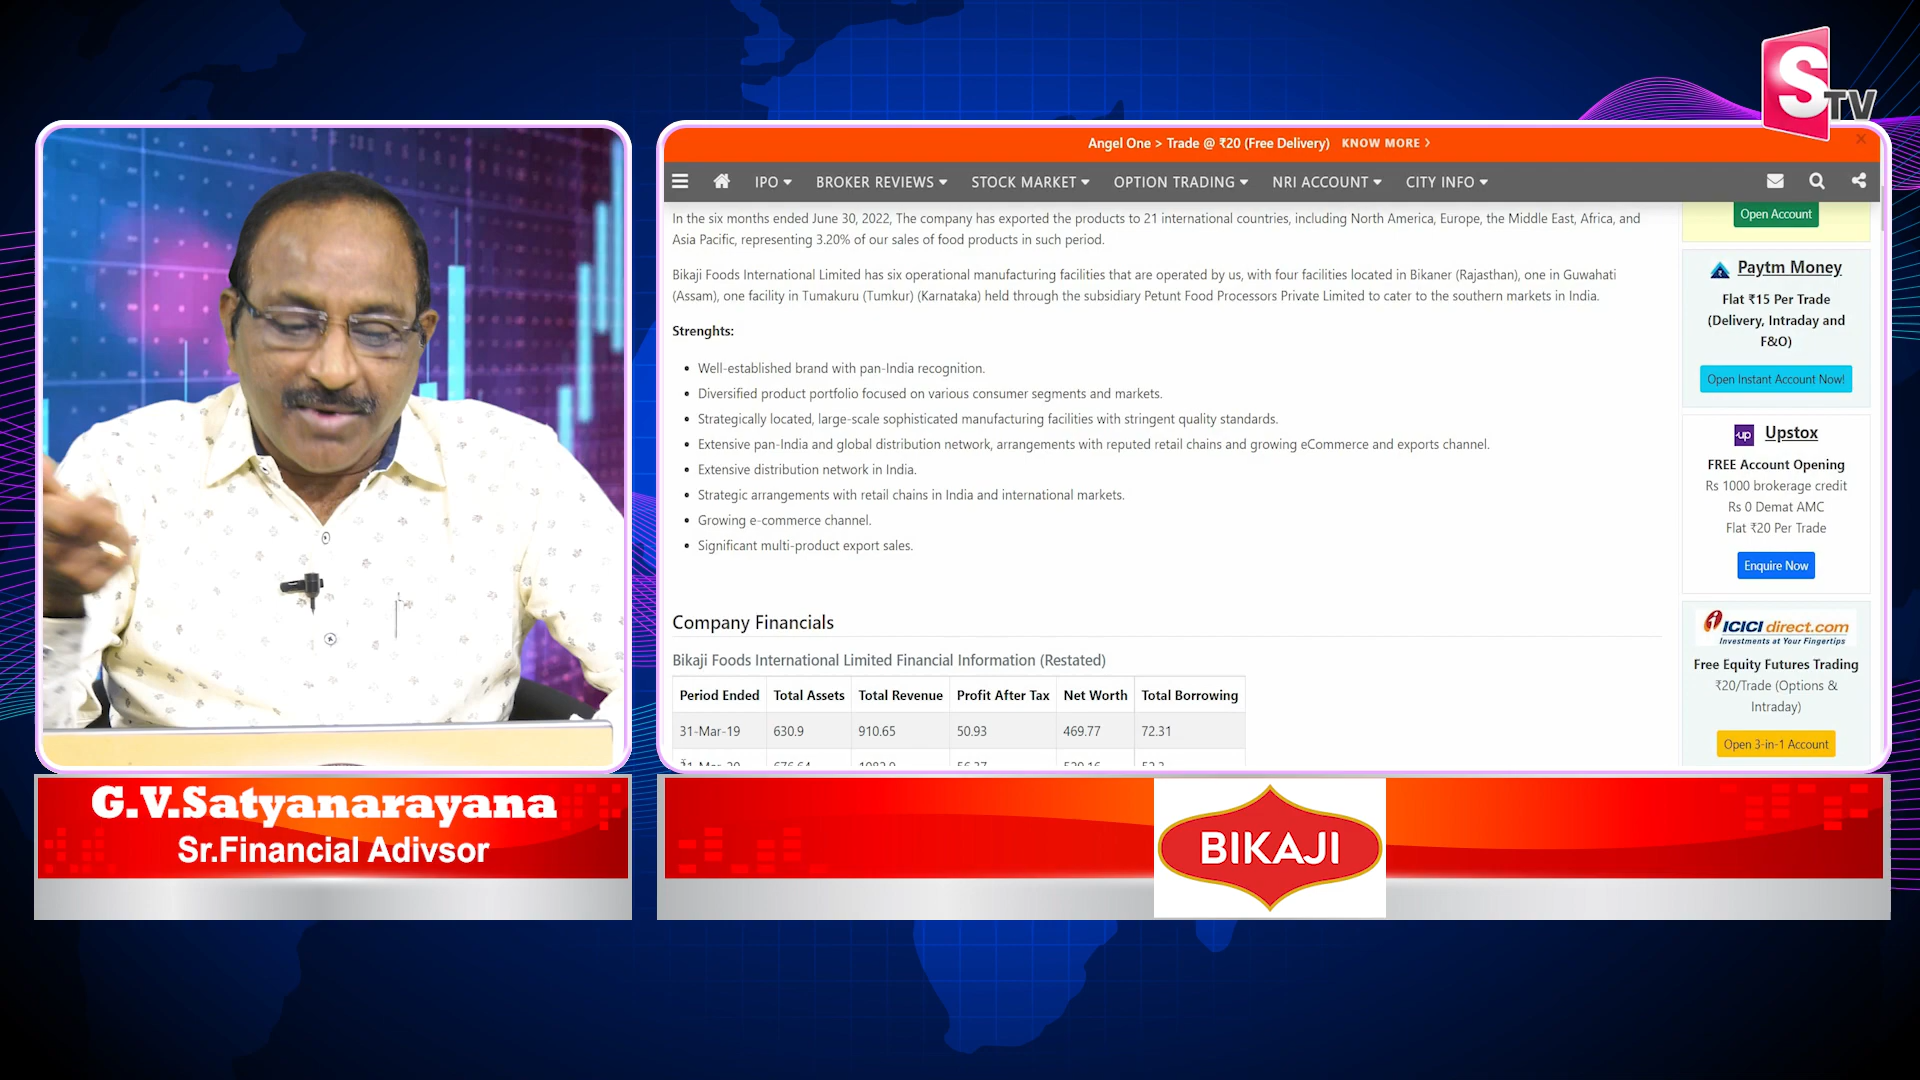 S TV
Angel One > Trade @ ₹20 (Free Delivery) KNOW MORE >
IPO BROKER REVIEWS STOCK MARKET OPTION TRADING NRI ACCOUNT CITY INFO
In the six months ended June 30, 2022, The company has exported the products to 21 international countries, including North America, Europe, the Middle East, Africa, and
Asia Pacific, representing 3.20% of our sales of food products in such period.
Bikaji Foods International Limited has six operational manufacturing facilities that are operated by us, with four facilities located in Bikaner (Rajasthan), one in Guwahati
(Assam), one facility in Tumakuru (Tumkur) (Karnataka) held through the subsidiary Petunt Food Processors Private Limited to cater to the southern markets in India.
Strenghts:
Well-established brand with pan-India recognition.
Diversified product portfolio focused on various consumer segments and markets.
Strategically located, large-scale sophisticated manufacturing facilities with stringent quality standards.
Extensive pan-India and global distribution network, arrangements with reputed retail chains and growing eCommerce and exports channel.
Extensive distribution network in India.
Strategic arrangements with retail chains in India and international markets.
Growing e-commerce channel.
Significant multi-product export sales.
Company Financials
Bikaji Foods International Limited Financial Information (Restated)
Period Ended Total Assets Total Revenue Profit After Tax Net Worth Total Borrowing
31-Mar-19 630.9 910.65 50.93 469.77 72.31
Open Account
Paytm Money
Flat ₹15 Per Trade
(Delivery, Intraday and
F&O)
Open Instant Account Now!
up Upstox
FREE Account Opening
Rs 1000 brokerage credit
Rs 0 Demat AMC
Flat ₹20 Per Trade
Enquire Now
ICICI direct.com
Investments at Your Fingertips
Free Equity Futures Trading
₹20/Trade (Options &
Intraday)
Open 3-in-1 Account
G.V.Satyanarayana
Sr.Financial Adivsor
BIKAJI